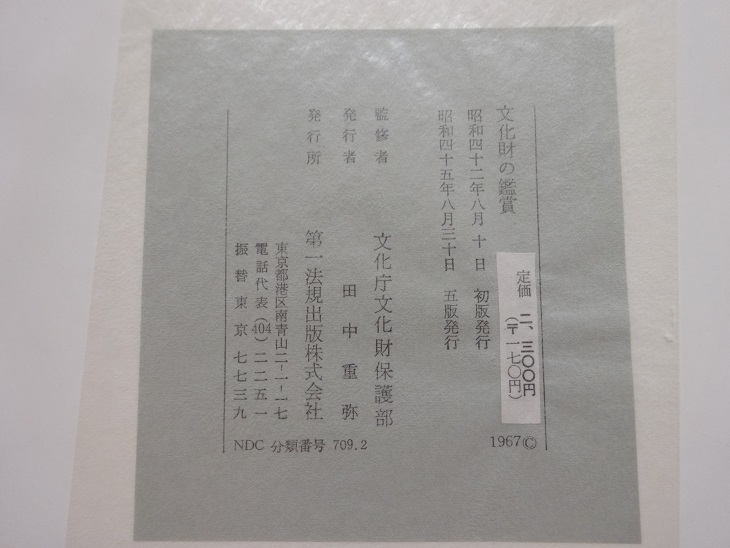 文化財の鑑賞
定価 二、三〇〇円
(〒一七〇円)
昭和四十二年八月 十 日 初版発行
昭和四十五年八月三十日 五版発行
監修者 文化庁文化財保護部
発行者 田中重弥
発行所 第一法規出版株式会社
東京都港区南青山二-一-一七
電話代表(404)二二五一
振替東京七七三九
NDC 分類番号 709.2
1967©